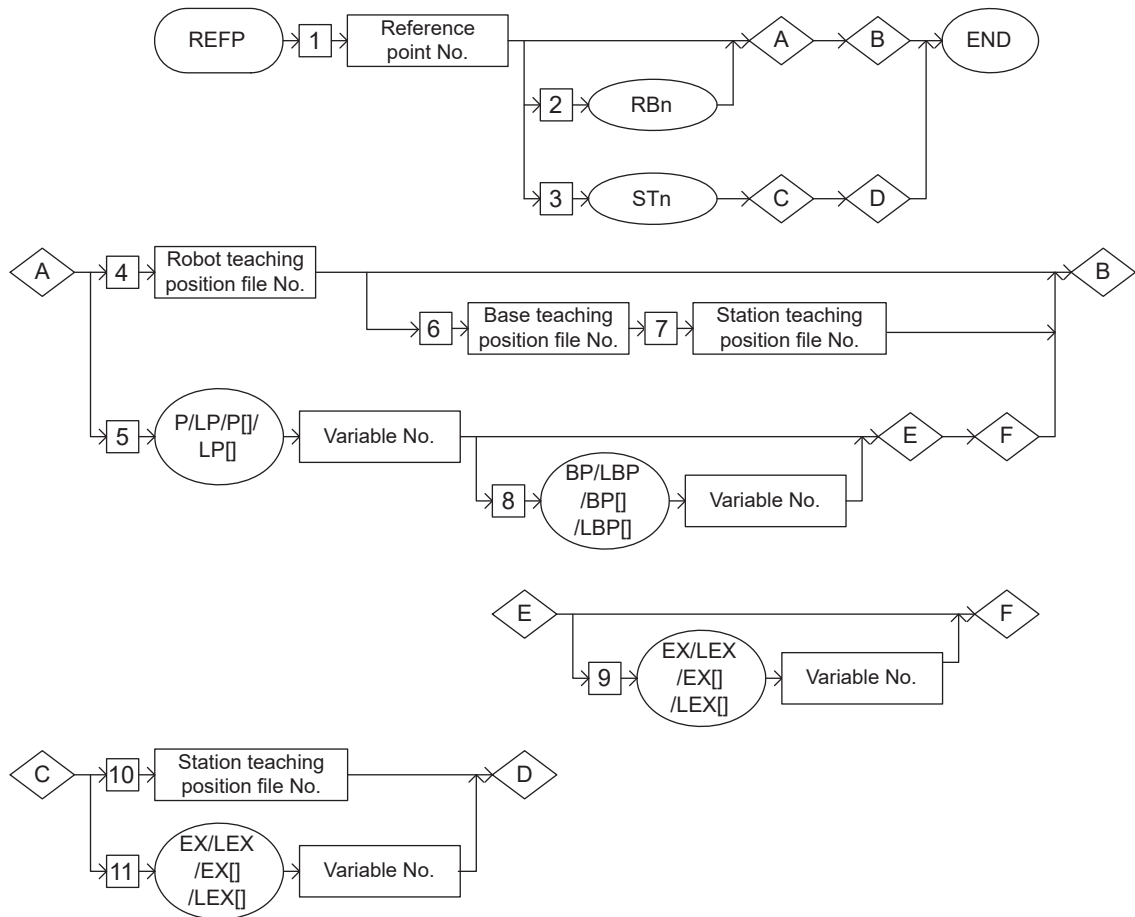 REFP
1
Reference
point No.
A
B
END
2
RBn
3
STn
C
D
A
4
Robot teaching
position file No.
B
6
Base teaching
position file No.
7
Station teaching
position file No.
5
P/LP/P[]/
LP[]
Variable No.
E
F
8
BP/LBP
/BP[]
/LBP[]
Variable No.
E
F
9
EX/LEX
/EX[]
/LEX[]
Variable No.
C
10
Station teaching
position file No.
D
11
EX/LEX
/EX[]
/LEX[]
Variable No.